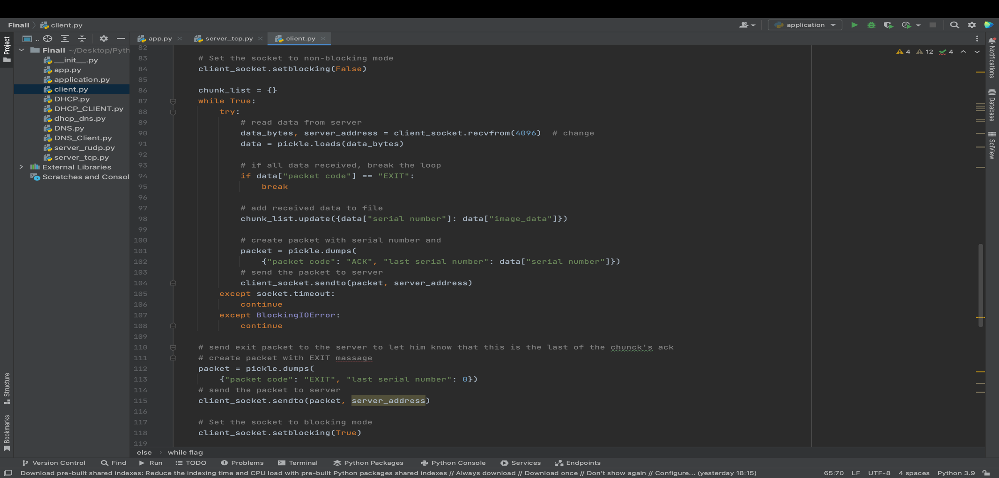 Finall
client.py
application
Project
..
app.py
server_tcp.py
client.py
Finall ~/Desktop/Pyth
__init__.py
app.py
application.py
client.py
DHCP.py
DHCP_CLIENT.py
dhcp_dns.py
DNS.py
DNS_Client.py
server_rudp.py
server_tcp.py
External Libraries
Scratches and Consol
4 12 4
82
83 # Set the socket to non-blocking mode
84 client_socket.setblocking(False)
85
86 chunk_list = {}
87 while True:
88 try:
89 # read data from server
90 data_bytes, server_address = client_socket.recvfrom(4096) # change
91 data = pickle.loads(data_bytes)
92
93 # if all data received, break the loop
94 if data["packet code"] == "EXIT":
95 break
96
97 # add received data to file
98 chunk_list.update({data["serial number"]: data["image_data"]})
99
100 # create packet with serial number and
101 packet = pickle.dumps(
102 {"packet code": "ACK", "last serial number": data["serial number"]})
103 # send the packet to server
104 client_socket.sendto(packet, server_address)
105 except socket.timeout:
106 continue
107 except BlockingIOError:
108 continue
109
110 # send exit packet to the server to let him know that this is the last of the chunck's ack
111 # create packet with EXIT massage
112 packet = pickle.dumps(
113 {"packet code": "EXIT", "last serial number": 0})
114 # send the packet to server
115 client_socket.sendto(packet, server_address)
116
117 # Set the socket to blocking mode
118 client_socket.setblocking(True)
119
else > while flag
Notifications
Database
SciView
Structure
Bookmarks
Version Control Find Run TODO Problems Terminal Python Packages Python Console Services Endpoints
Download pre-built shared indexes: Reduce the indexing time and CPU load with pre-built Python packages shared indexes // Always download // Download once // Don't show again // Configure... (yesterday 18:15) 65:70 LF UTF-8 4 spaces Python 3.9